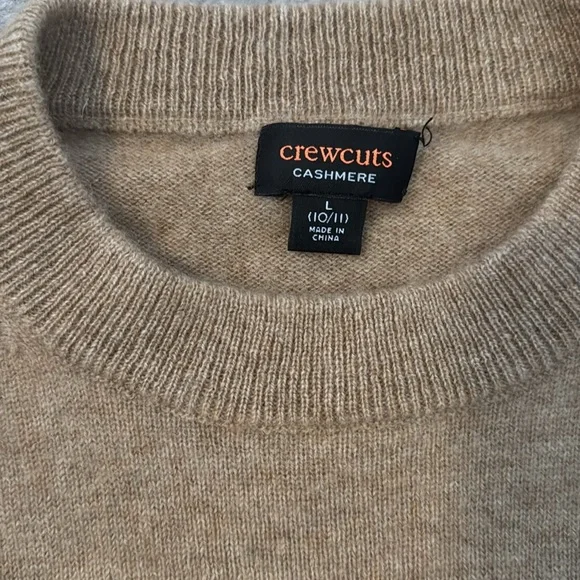 crewcuts
CASHMERE
L
(10/11)
MADE IN
CHINA